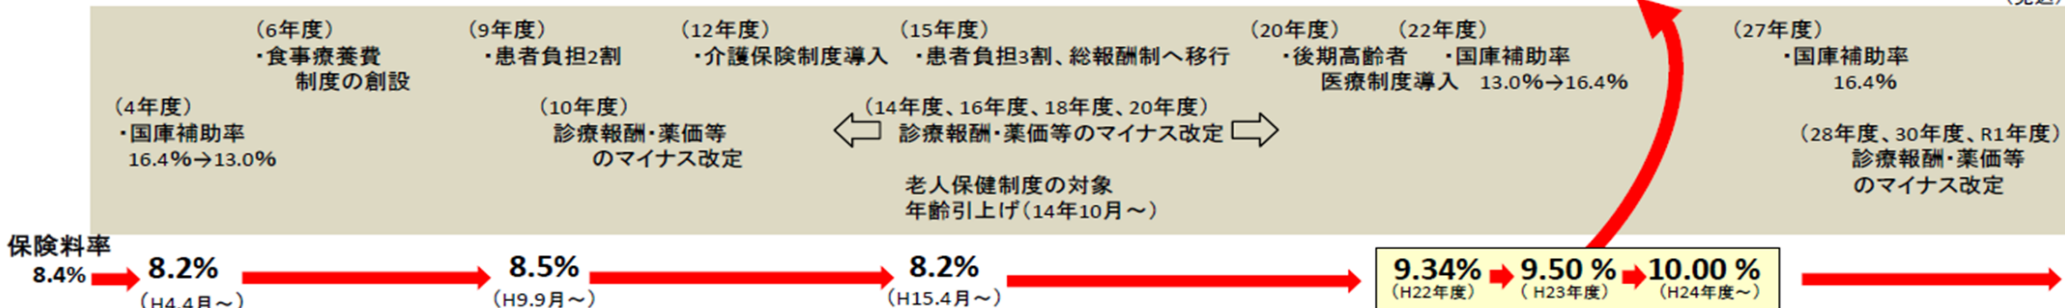 （6年度）
・食事療養費
制度の創設
（9年度）
・患者負担2割
（12年度）
・介護保険制度導入
（15年度）
・患者負担3割、総報酬制へ移行
（20年度）
・後期高齢者
医療制度導入
（22年度）
・国庫補助率
13.0%→16.4%
（27年度）
・国庫補助率
16.4%
（4年度）
・国庫補助率
16.4%→13.0%
（10年度）
診療報酬・薬価等
のマイナス改定
（14年度、16年度、18年度、20年度）
診療報酬・薬価等のマイナス改定
老人保健制度の対象
年齢引上げ（14年10月～）
（28年度、30年度、R1年度）
診療報酬・薬価等
のマイナス改定
保険料率
8.4%
8.2%
（H4.4月～）
8.5%
（H9.9月～）
8.2%
（H15.4月～）
9.34%
（H22年度）
9.50 %
（ H23年度）
10.00 %
（H24年度～）